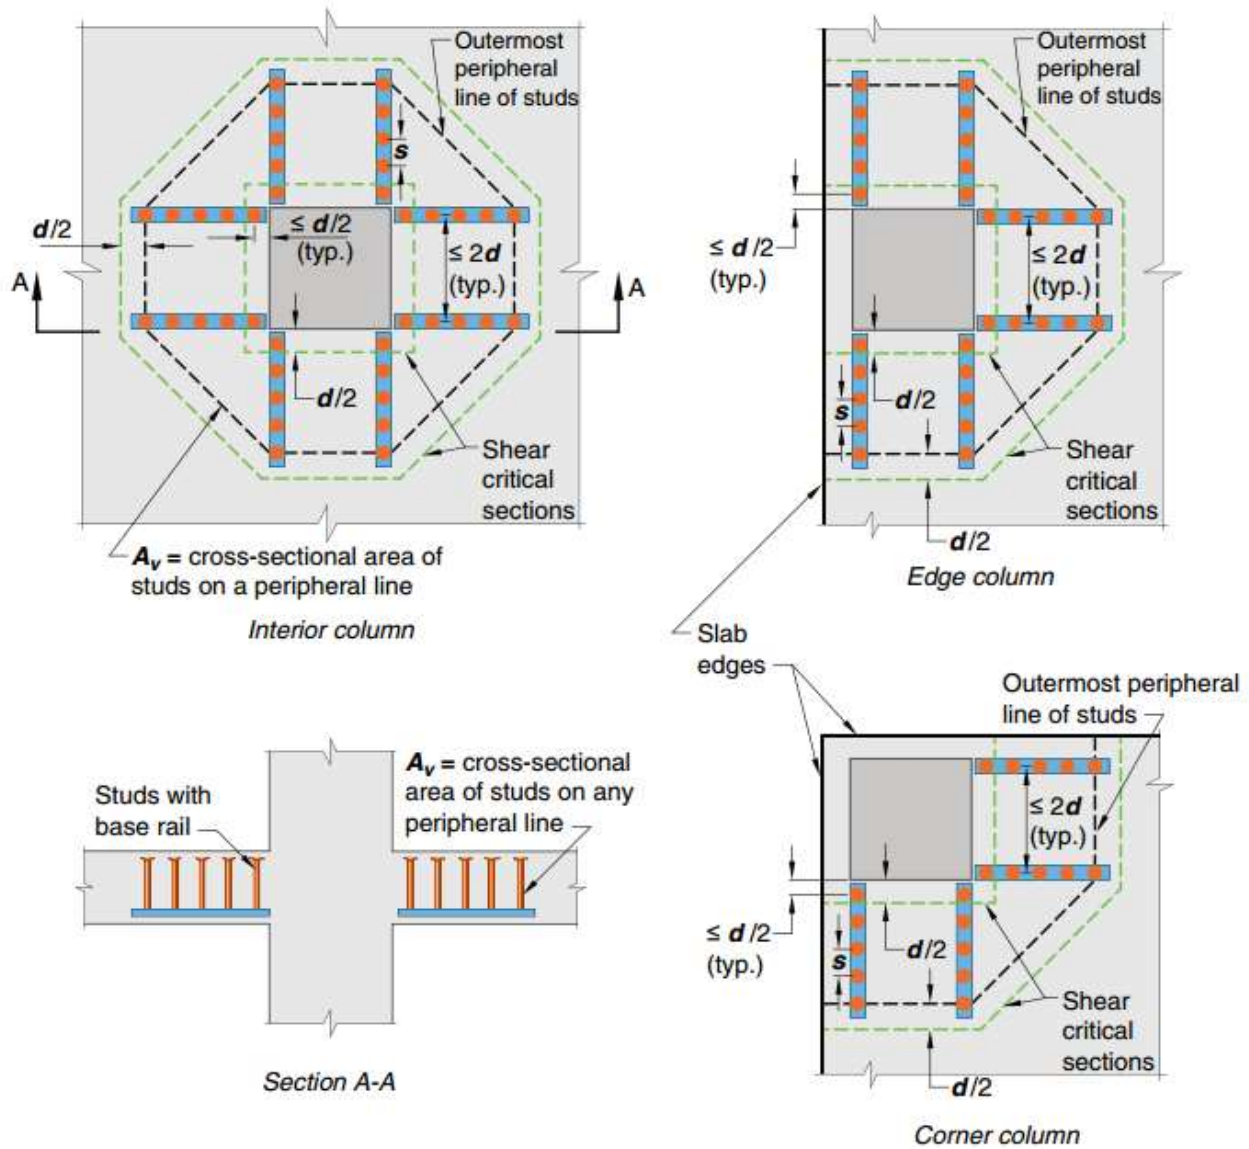 Outermost
peripheral
line of studs
s
d/2
≤ d/2
(typ.)
≤ 2d
(typ.)
A
A
d/2
Shear
critical
sections
Av = cross-sectional area of
studs on a peripheral line
Interior column
Outermost
peripheral
line of studs
≤ d/2
(typ.)
≤ 2d
(typ.)
s
d/2
Shear
critical
sections
d/2
Edge column
Slab
edges
Studs with
base rail
Av = cross-sectional
area of studs on any
peripheral line
Section A-A
Outermost peripheral
line of studs
≤ 2d
(typ.)
≤ d/2
(typ.)
s
d/2
Shear
critical
sections
d/2
Corner column